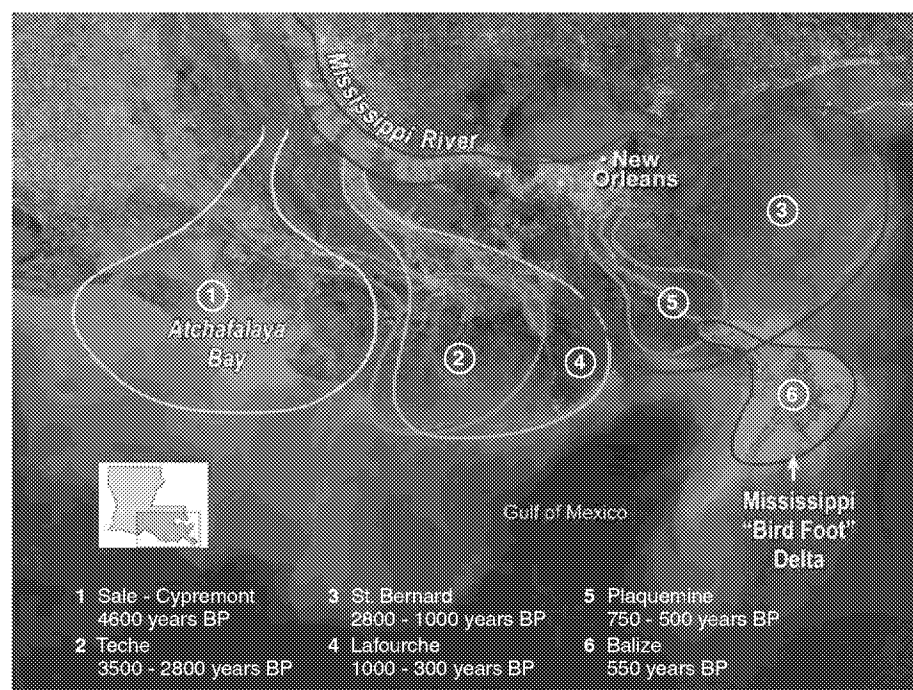 Mississippi River
New
Orleans
3
1
5
Atchafalaya
Bay
2
4
6
Gulf of Mexico
Mississippi
“Bird Foot”
Delta
1 Sale - Cypremont
4600 years BP
2 Teche
3500 - 2800 years BP
3 St. Bernard
2800 - 1000 years BP
4 Lafourche
1000 - 300 years BP
5 Plaquemine
750 - 500 years BP
6 Balize
550 years BP